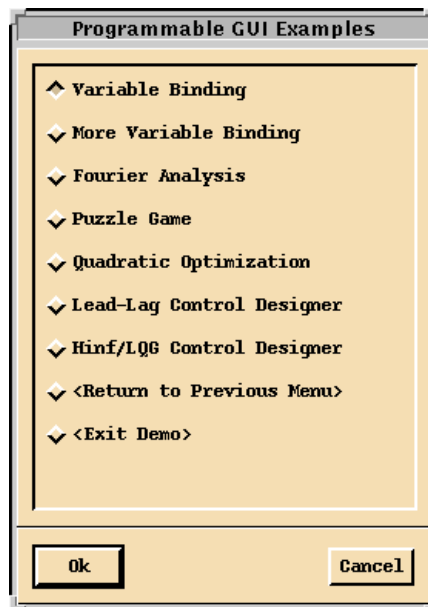 Programmable GUI Examples
Variable Binding
More Variable Binding
Fourier Analysis
Puzzle Game
Quadratic Optimization
Lead-Lag Control Designer
Hinf/LQG Control Designer
<Return to Previous Menu>
<Exit Demo>
Ok
Cancel